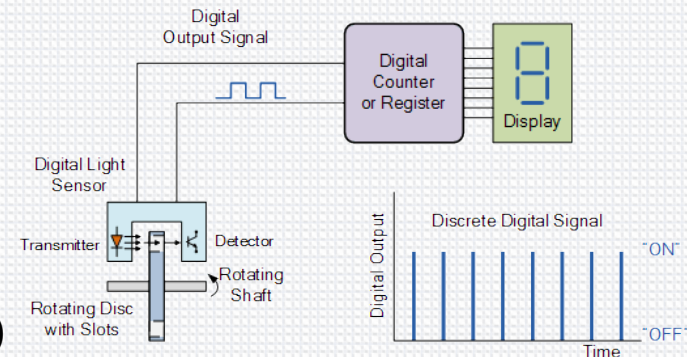 Digital
Output Signal
Digital
Counter
or Register
Display
Digital Light
Sensor
Transmitter
Detector
Rotating
Shaft
Rotating Disc
with Slots
Discrete Digital Signal
Digital Output
"ON"
"OFF"
Time
)